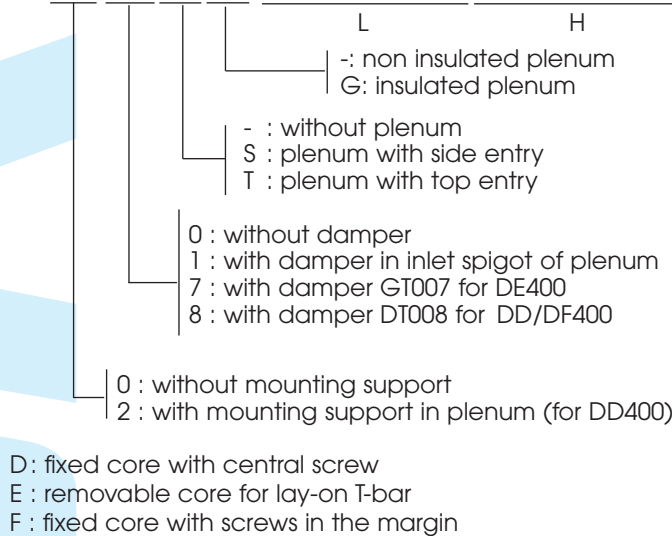 L H
-: non insulated plenum
G: insulated plenum
- : without plenum
S : plenum with side entry
T : plenum with top entry
0 : without damper
1 : with damper in inlet spigot of plenum
7 : with damper GT007 for DE400
8 : with damper DT008 for DD/DF400
0 : without mounting support
2 : with mounting support in plenum (for DD400)
D : fixed core with central screw
E : removable core for lay-on T-bar
F : fixed core with screws in the margin